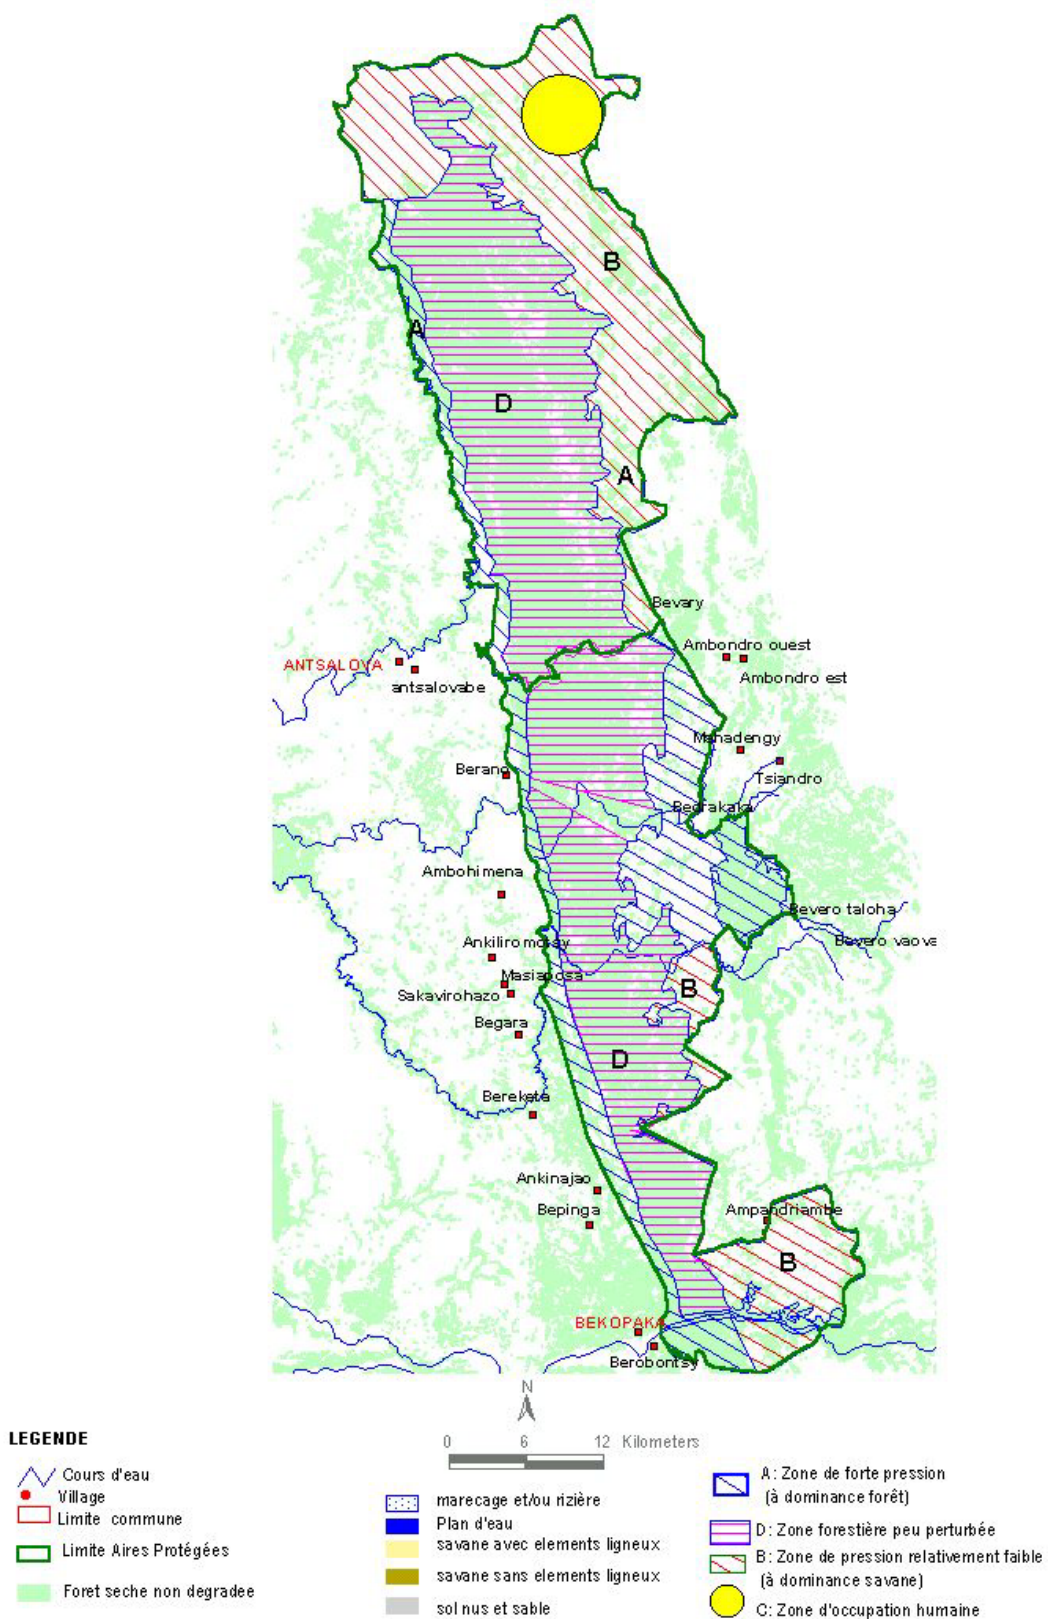 B
A
D
A
Bevary
Ambondro ouest
ANTSALOVA
Ambondro est
antsalovabe
Mahadengy
Berano
Tsiandro
Bedrakaka
Ambohimena
Bevero taloha
Ankiliromotsy
Bevero vaova
Masiaposa
B
Sakavirohazo
Begara
D
Bereketa
Ankinajao
Bepinga
Ampandriambe
B
BEKOPAKA
Berobontsy
N
0 6 12 Kilometers
LEGENDE
Cours d'eau
Village
Limite commune
Limite Aires Protégées
Foret seche non degradee
marecage et/ou rizière
Plan d'eau
savane avec elements ligneux
savane sans elements ligneux
sol nus et sable
A: Zone de forte pression
(à dominance forêt)
D: Zone forestière peu perturbée
B: Zone de pression relativement faible
(à dominance savane)
C: Zone d'occupation humaine